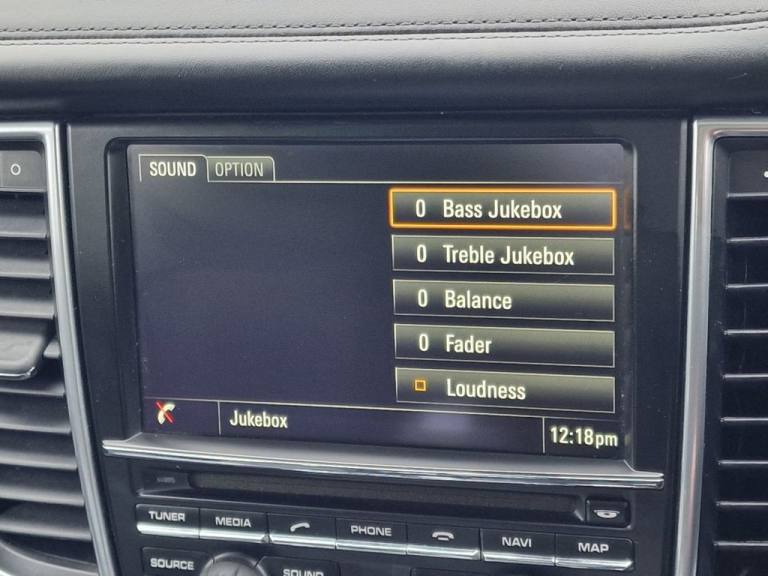 SOUND OPTION
0 Bass Jukebox
0 Treble Jukebox
0 Balance
0 Fader
Loudness
Jukebox
12:18pm
TUNER MEDIA PHONE NAVI MAP
SOURCE SOUND